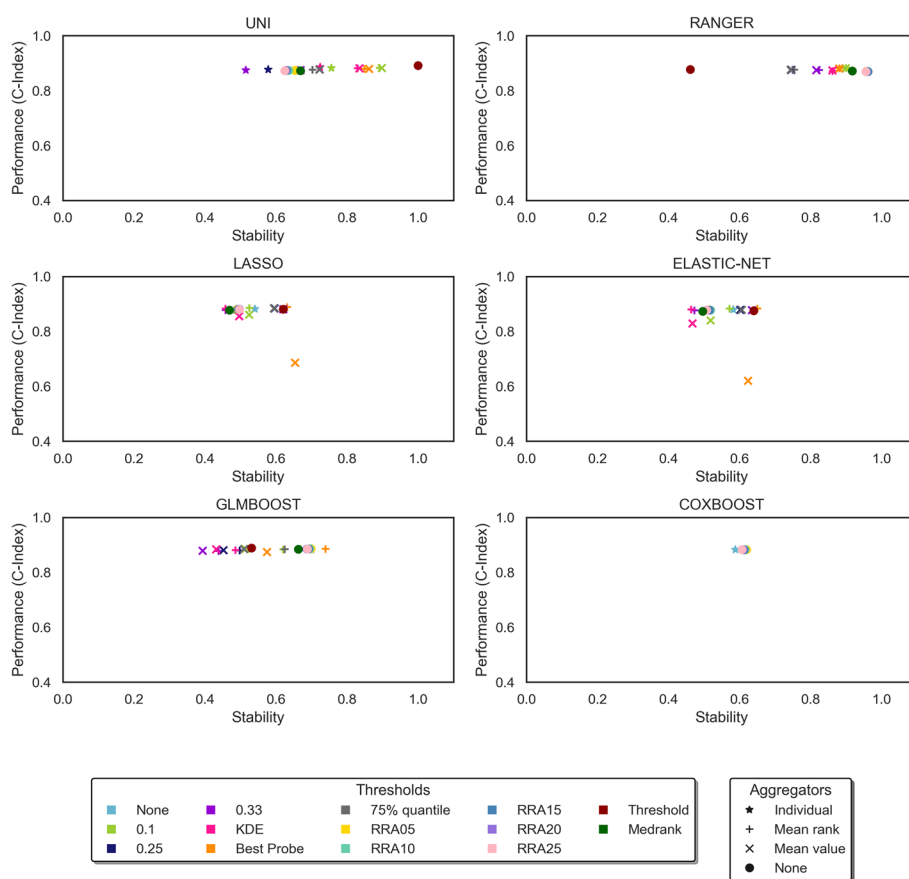 UNI
RANGER
1.0
0.8
0.6
0.4
Performance (C-Index)
0.0 0.2 0.4 0.6 0.8 1.0
Stability
1.0
0.8
0.6
0.4
Performance (C-Index)
0.0 0.2 0.4 0.6 0.8 1.0
Stability
LASSO
ELASTIC-NET
1.0
0.8
0.6
0.4
Performance (C-Index)
0.0 0.2 0.4 0.6 0.8 1.0
Stability
1.0
0.8
0.6
0.4
Performance (C-Index)
0.0 0.2 0.4 0.6 0.8 1.0
Stability
GLMBOOST
COXBOOST
1.0
0.8
0.6
0.4
Performance (C-Index)
0.0 0.2 0.4 0.6 0.8 1.0
Stability
1.0
0.8
0.6
0.4
Performance (C-Index)
0.0 0.2 0.4 0.6 0.8 1.0
Stability
Thresholds
None 0.33 75% quantile RRA15 Threshold
0.1 KDE RRA05 RRA20 Medrank
0.25 Best Probe RRA10 RRA25
Aggregators
Individual
Mean rank
Mean value
None